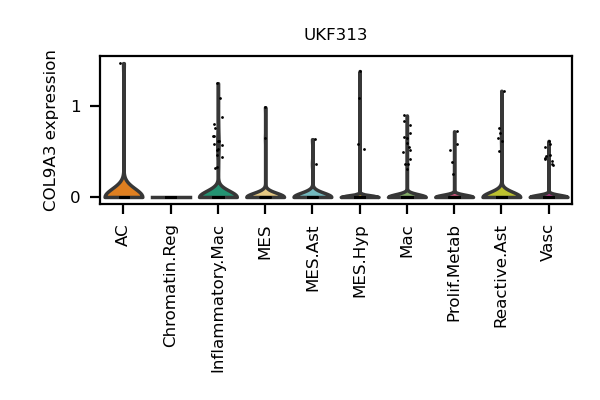 UKF313
COL9A3 expression
1
0
AC
Chromatin.Reg
Inflammatory.Mac
MES
MES.Ast
MES.Hyp
Mac
Prolif.Metab
Reactive.Ast
Vasc